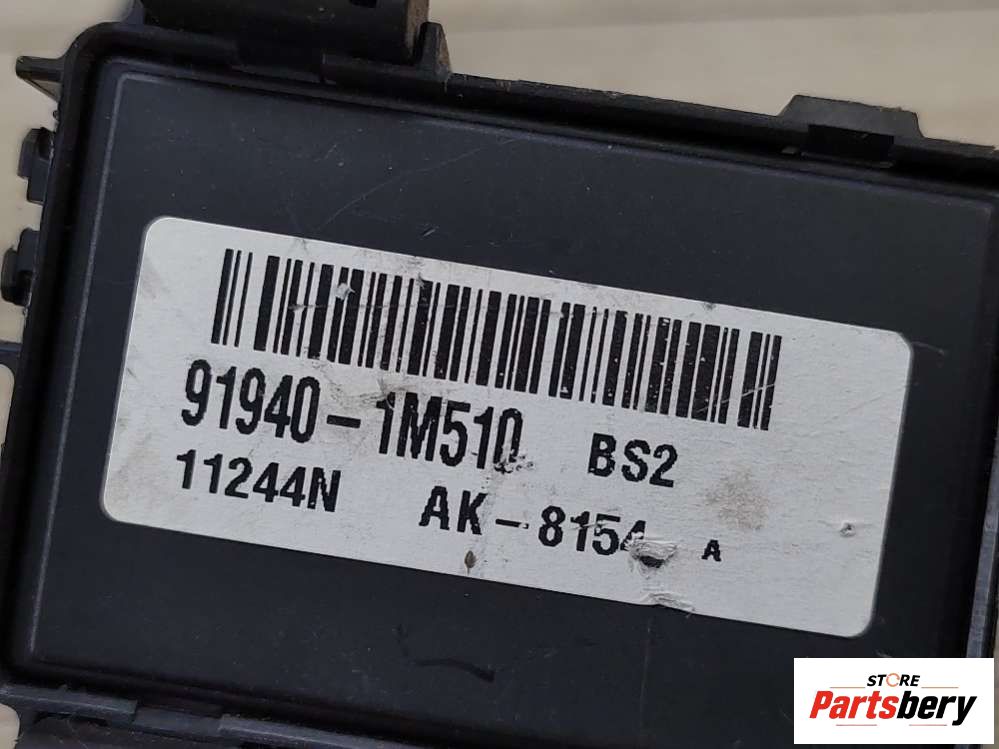 91940-1M510 BS2
11244N AK-8154 A
STORE
Partsbery